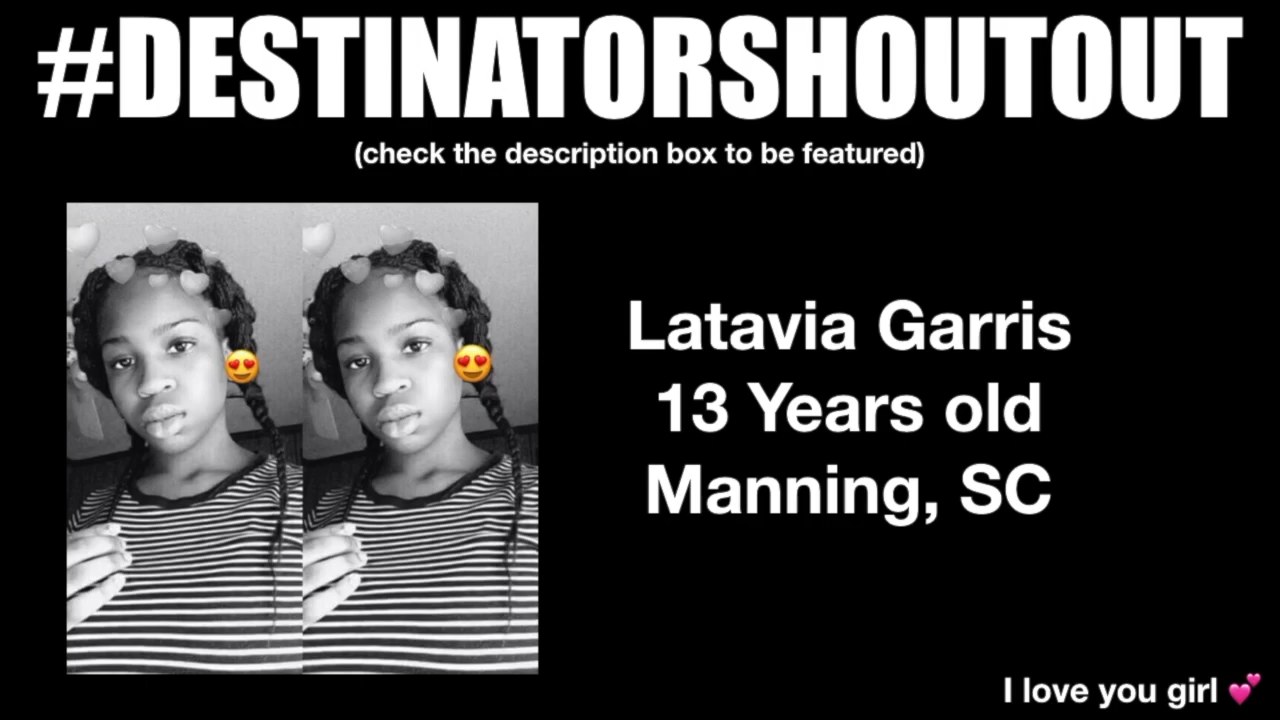 #DESTINATORSHOUTOUT
(check the description box to be featured)
Latavia Garris
13 Years old
Manning, SC
I love you girl 💕